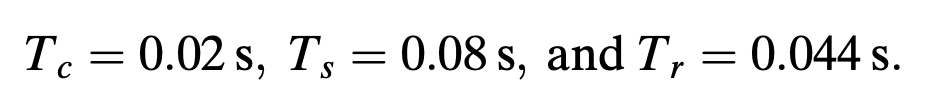 T_c = 0.02 s, T_s = 0.08 s, and T_r = 0.044 s.